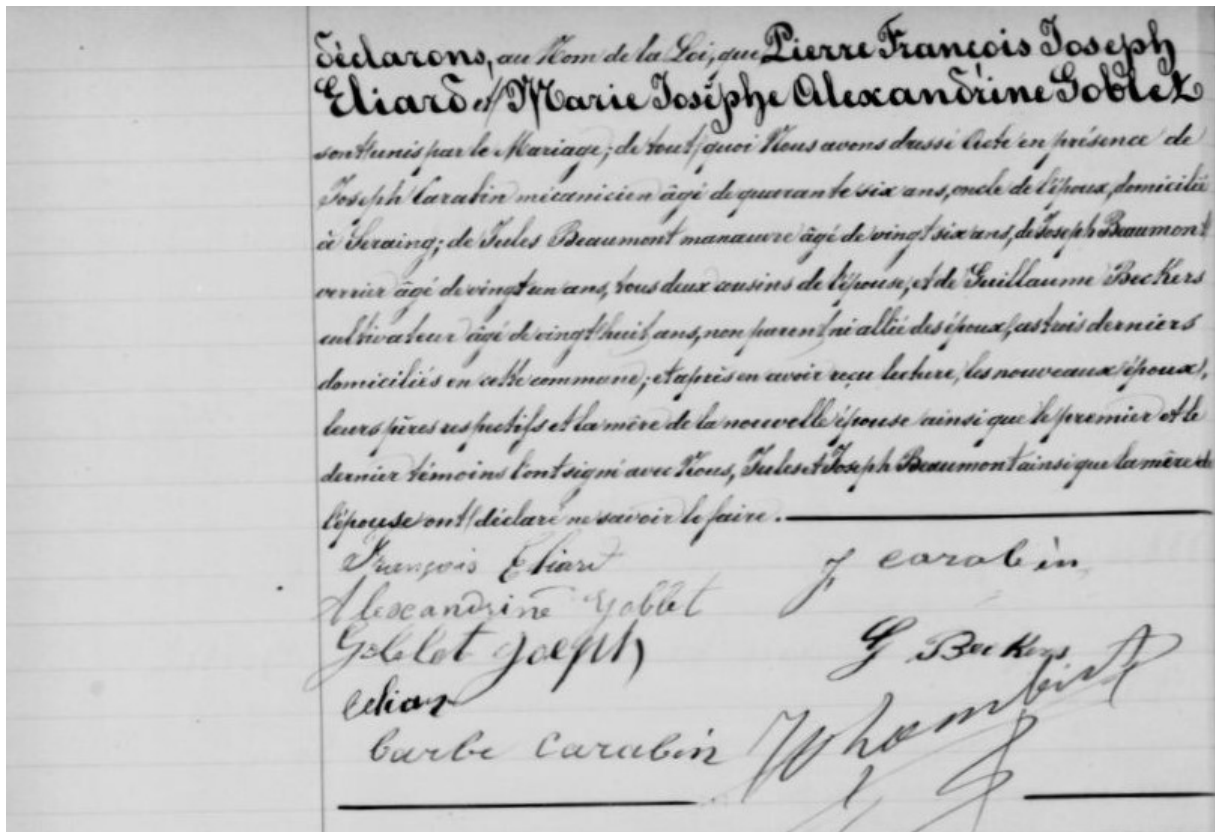 déclarons, au Nom de la Loi, que Pierre François Joseph
Eliard et Marie Josèphe Alexandrine Goblet
sont unis par le Mariage; de tout quoi Nous avons dressé Acte en présence de
Joseph Carabin mécanicien âgé de quarante six ans, oncle de l'époux, domicilié
à Seraing; de Jules Beaumont manœuvre âgé de vingt six ans, de Joseph Beaumont
verrier âgé de vingt un ans, tous deux cousins de l'épouse, et de Guillaume Beckers
cultivateur âgé de vingt huit ans, non parent ni allié des époux, ces trois derniers
domiciliés en cette commune; et après en avoir reçu lecture, les nouveaux époux,
leurs pères respectifs et la mère de la nouvelle épouse ainsi que le premier et le
dernier témoins l'ont signé avec Nous, Jules et Joseph Beaumont ainsi que la mère de
l'épouse ont déclaré ne savoir le faire.
François Eliard J Carabin
Alexandrine Goblet
Goblet Joseph G Beckers
Eliar
barbe Carabin